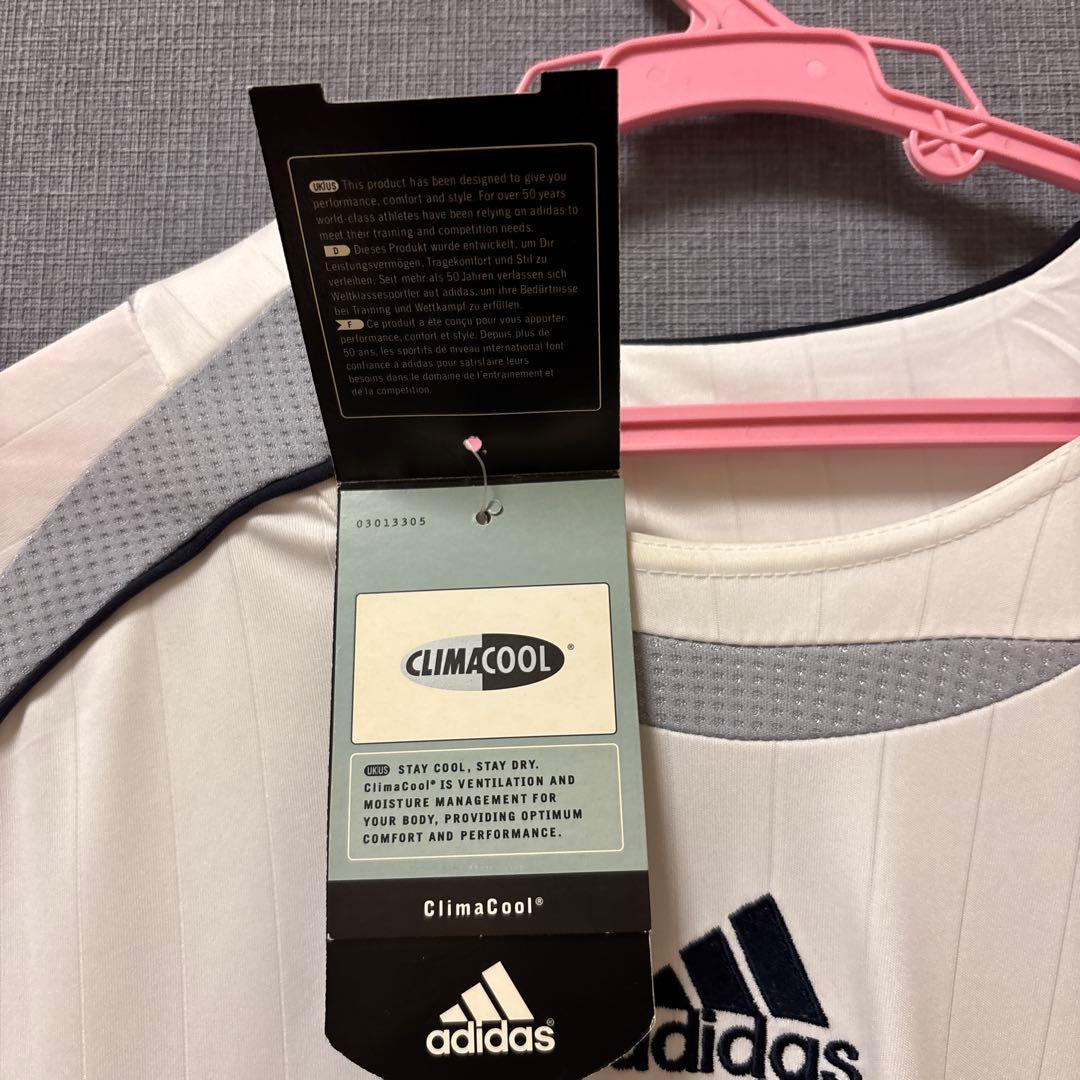 UK/US This product has been designed to give you
performance, comfort and style. For over 50 years
world-class athletes have been relying on adidas to
meet their training and competition needs.
D Dieses Produkt wurde entwickelt, um Dir
Leistungsvermögen, Tragekomfort und Stil zu
verleihen. Seit mehr als 50 Jahren verlassen sich
Weltklassesportler auf adidas, um ihre Bedürfnisse
bei Training und Wettkampf zu erfüllen.
F Ce produit a été conçu pour vous apporter
performance, confort et style. Depuis plus de
50 ans, les sportifs de niveau international font
confiance à adidas pour satisfaire leurs
besoins dans le domaine de l'entrainement et
de la compétition.
03013305
CLIMACOOL®
UK/US STAY COOL, STAY DRY.
ClimaCool® IS VENTILATION AND
MOISTURE MANAGEMENT FOR
YOUR BODY, PROVIDING OPTIMUM
COMFORT AND PERFORMANCE.
ClimaCool®
adidas®
adidas